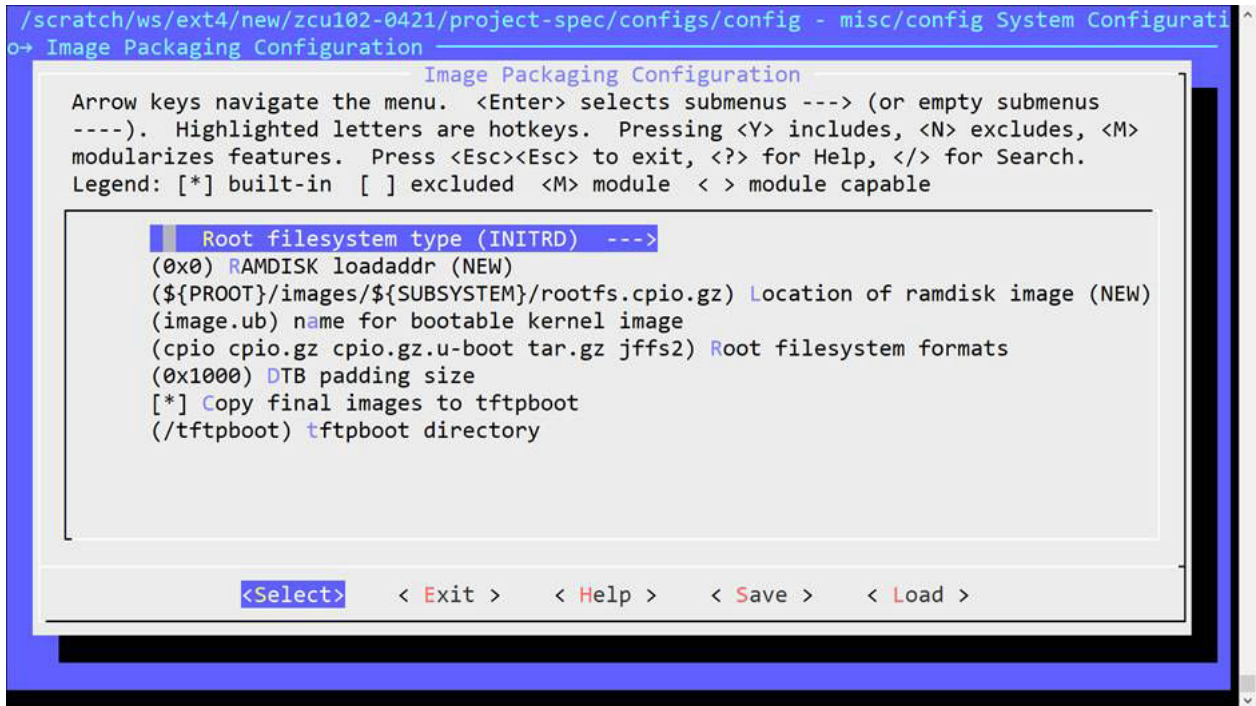 /scratch/ws/ext4/new/zcu102-0421/project-spec/configs/config - misc/config System Configurati
o→ Image Packaging Configuration
Image Packaging Configuration
Arrow keys navigate the menu.  <Enter> selects submenus ---> (or empty submenus
----).  Highlighted letters are hotkeys.  Pressing <Y> includes, <N> excludes, <M>
modularizes features.  Press <Esc><Esc> to exit, <?> for Help, </> for Search.
Legend: [*] built-in  [ ] excluded  <M> module  < > module capable
Root filesystem type (INITRD)  --->
(0x0) RAMDISK loadaddr (NEW)
(${PROOT}/images/${SUBSYSTEM}/rootfs.cpio.gz) Location of ramdisk image (NEW)
(image.ub) name for bootable kernel image
(cpio cpio.gz cpio.gz.u-boot tar.gz jffs2) Root filesystem formats
(0x1000) DTB padding size
[*] Copy final images to tftpboot
(/tftpboot) tftpboot directory
<Select>    < Exit >    < Help >    < Save >    < Load >